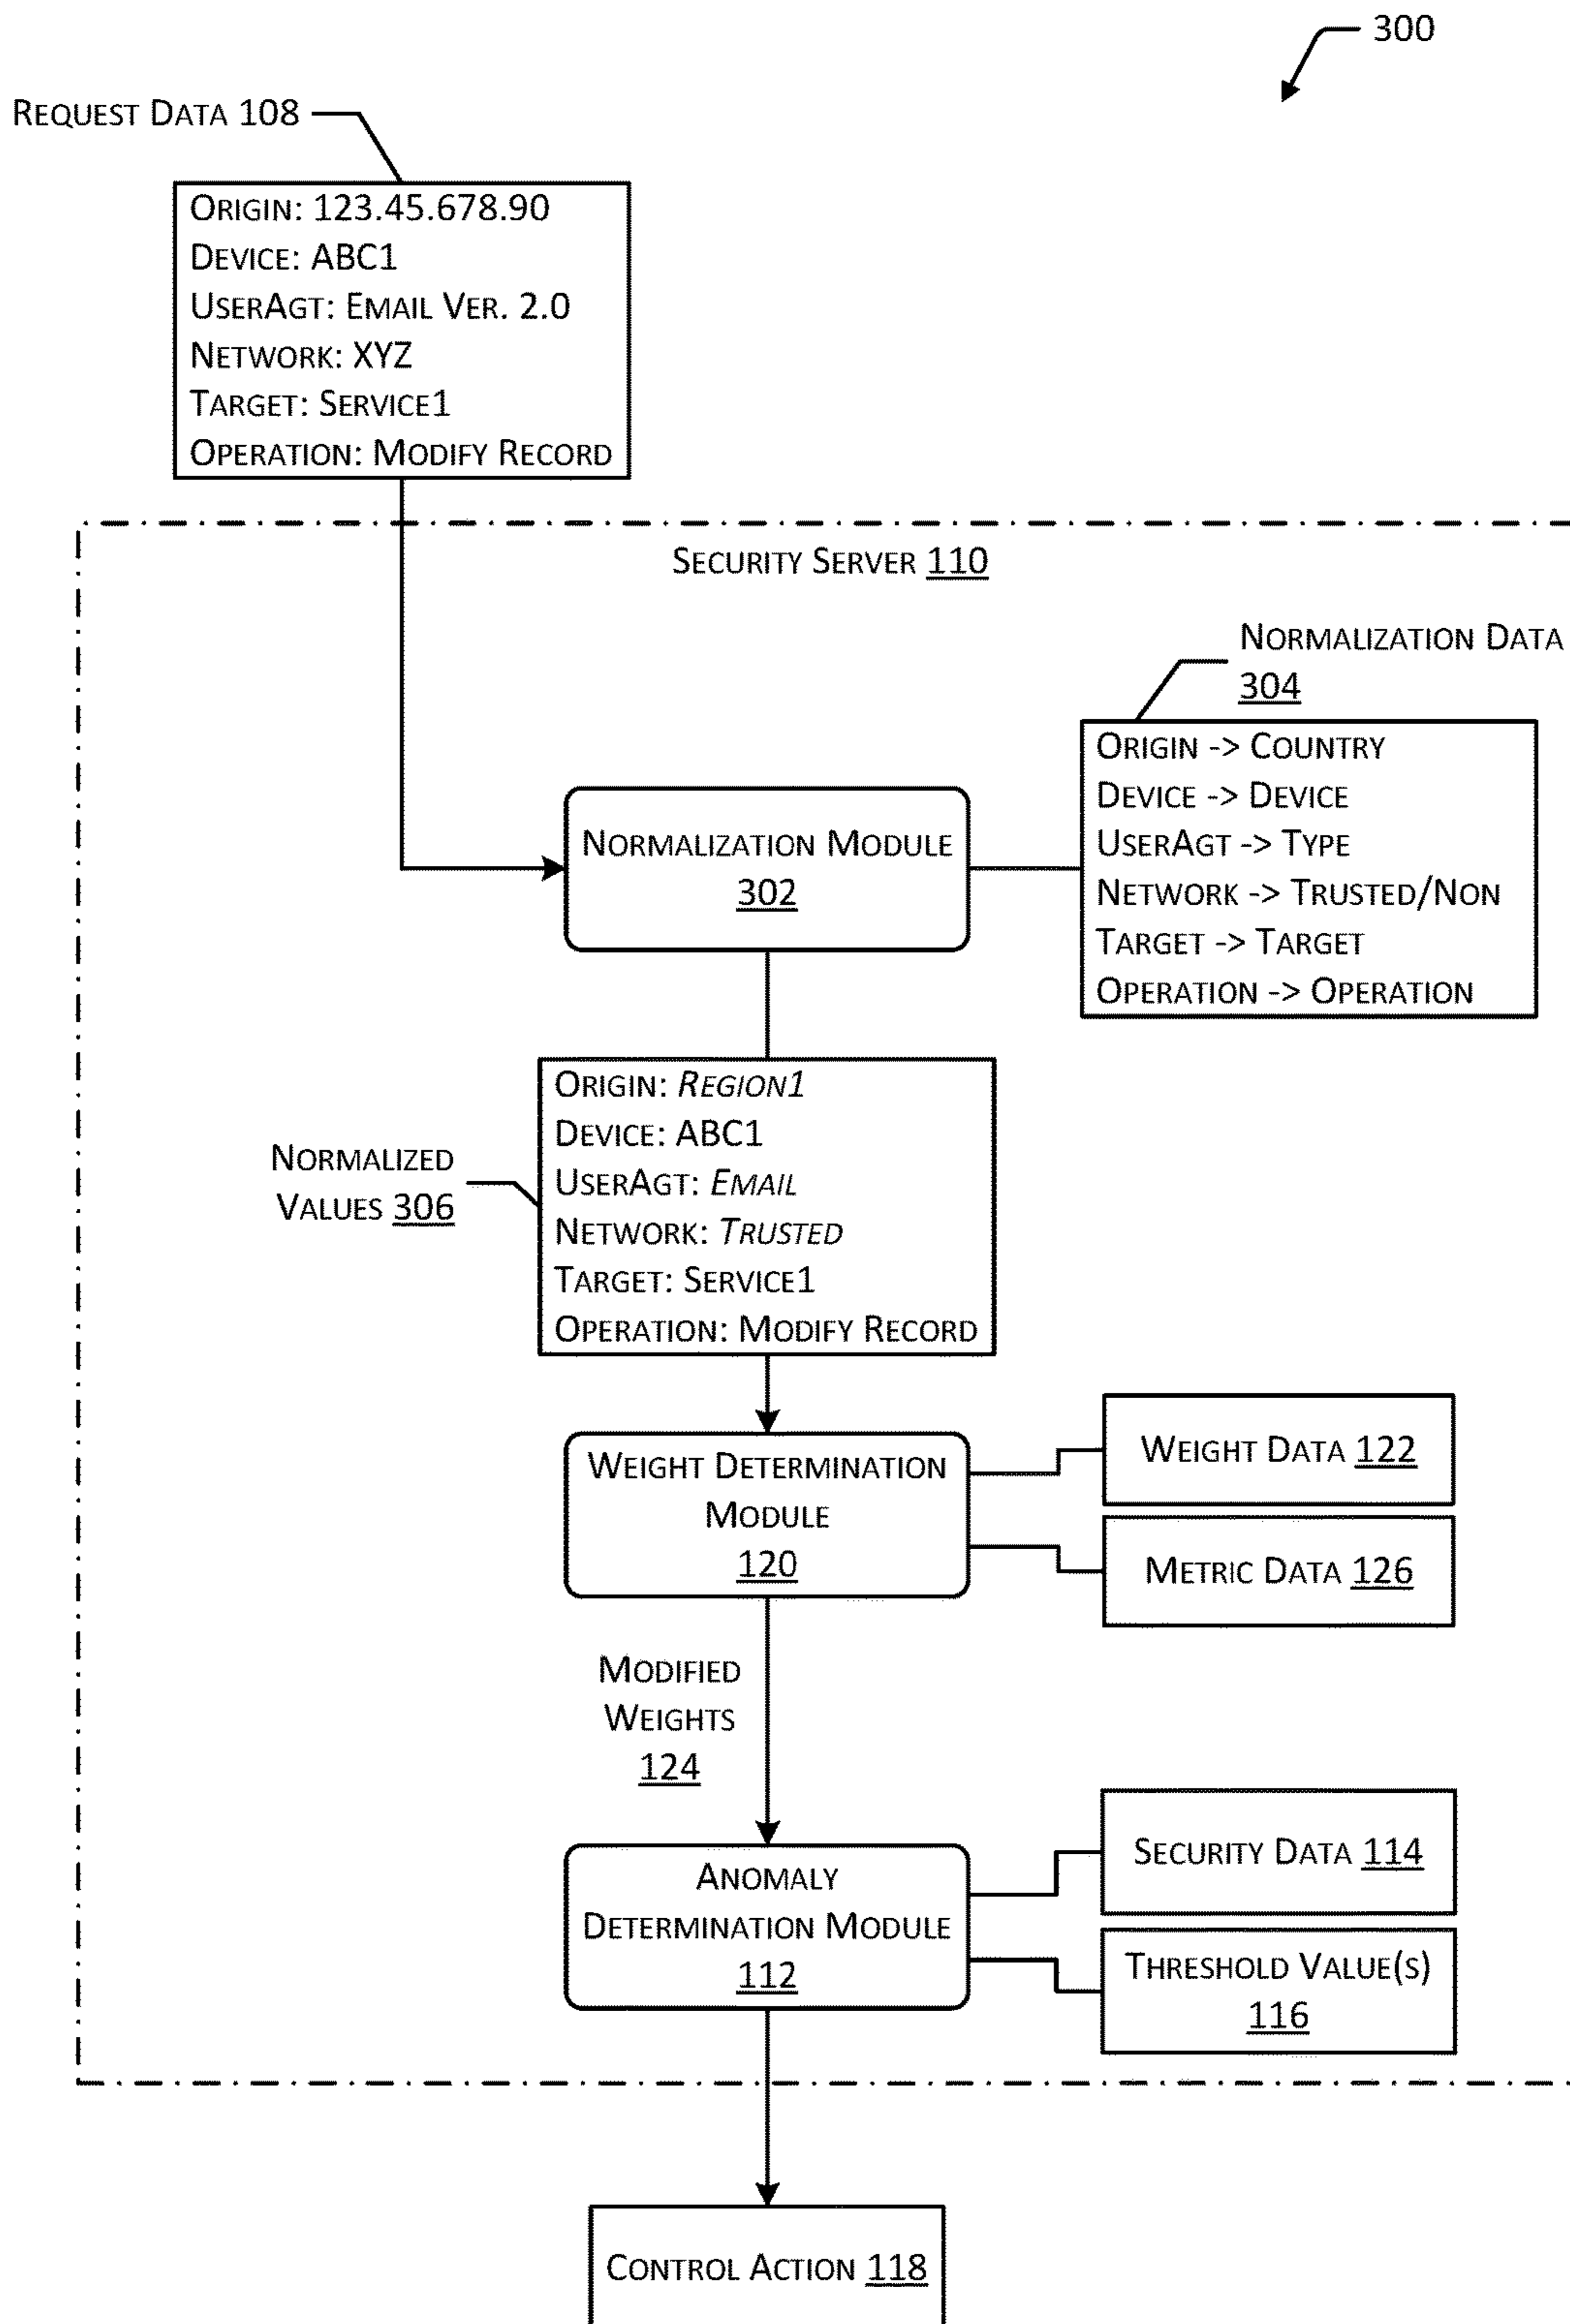 300
REQUEST DATA 108
ORIGIN: 123.45.678.90
DEVICE: ABC1
USERAGT: EMAIL VER. 2.0
NETWORK: XYZ
TARGET: SERVICE1
OPERATION: MODIFY RECORD
SECURITY SERVER 110
NORMALIZATION DATA
304
ORIGIN -> COUNTRY
DEVICE -> DEVICE
USERAGT -> TYPE
NETWORK -> TRUSTED/NON
TARGET -> TARGET
OPERATION -> OPERATION
NORMALIZATION MODULE
302
NORMALIZED
VALUES 306
ORIGIN: REGION1
DEVICE: ABC1
USERAGT: EMAIL
NETWORK: TRUSTED
TARGET: SERVICE1
OPERATION: MODIFY RECORD
WEIGHT DETERMINATION
MODULE
120
WEIGHT DATA 122
METRIC DATA 126
MODIFIED
WEIGHTS
124
ANOMALY
DETERMINATION MODULE
112
SECURITY DATA 114
THRESHOLD VALUE(S)
116
CONTROL ACTION 118